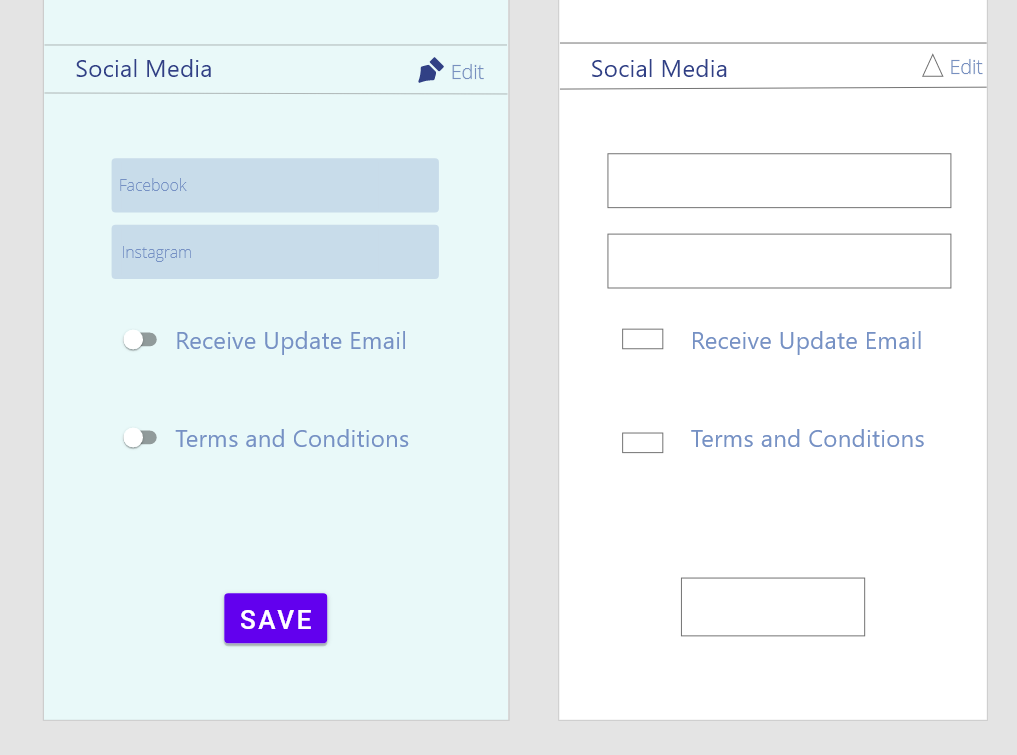 Social Media
Edit
Facebook
Instagram
Receive Update Email
Terms and Conditions
SAVE
Social Media
Edit
Receive Update Email
Terms and Conditions